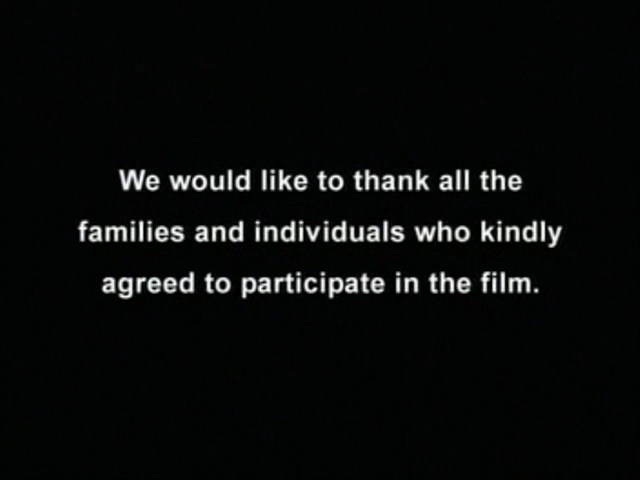 We would like to thank all the
families and individuals who kindly
agreed to participate in the film.